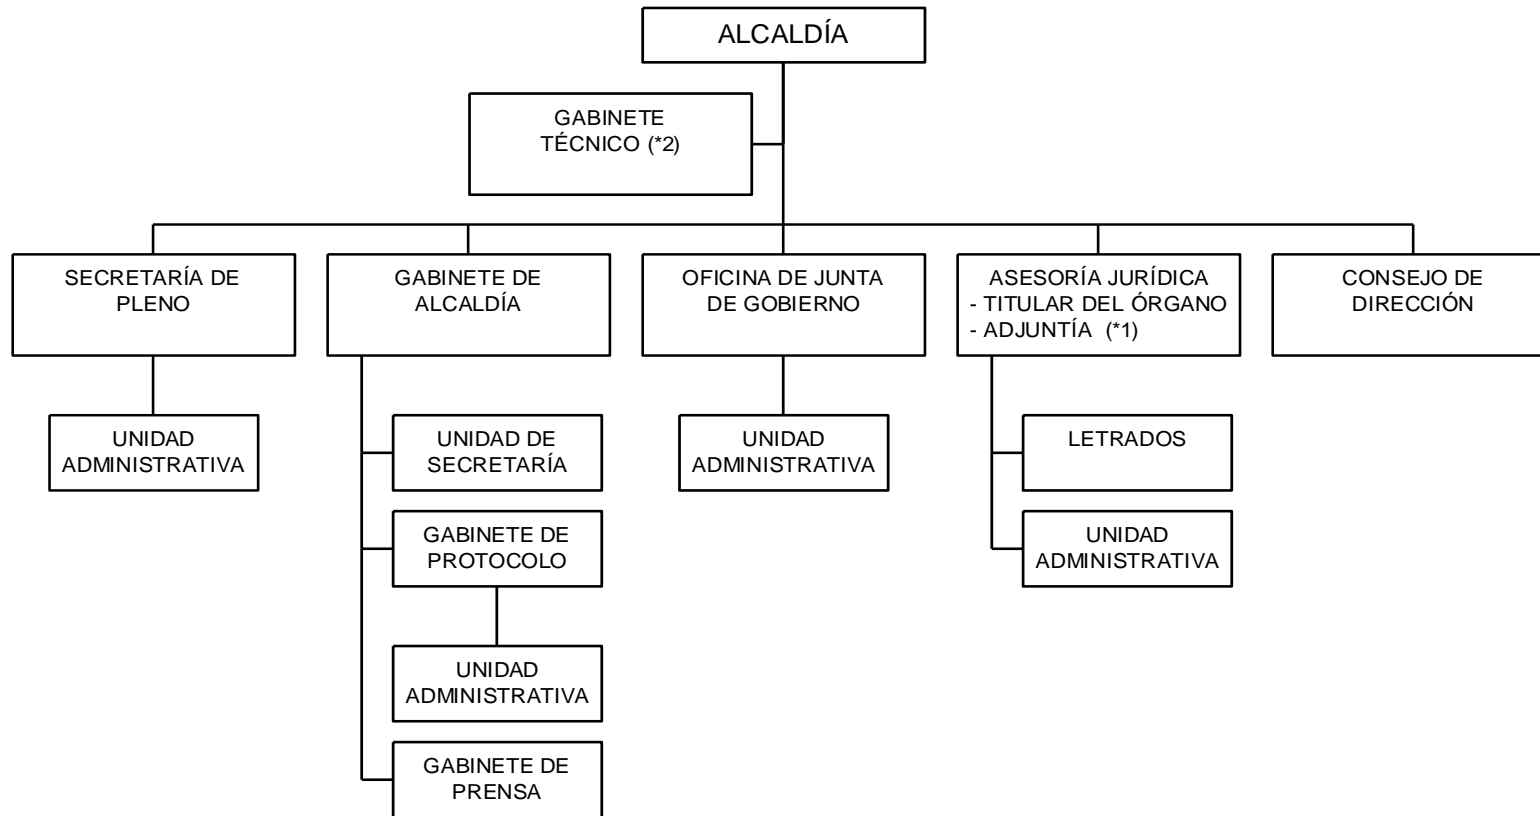 ALCALDÍA
GABINETE
TÉCNICO (*2)
SECRETARÍA DE
PLENO
GABINETE DE
ALCALDÍA
OFICINA DE JUNTA
DE GOBIERNO
ASESORÍA JURÍDICA
- TITULAR DEL ÓRGANO
- ADJUNTÍA (*1)
CONSEJO DE
DIRECCIÓN
UNIDAD
ADMINISTRATIVA
UNIDAD DE
SECRETARÍA
UNIDAD
ADMINISTRATIVA
LETRADOS
GABINETE DE
PROTOCOLO
UNIDAD
ADMINISTRATIVA
UNIDAD
ADMINISTRATIVA
GABINETE DE
PRENSA